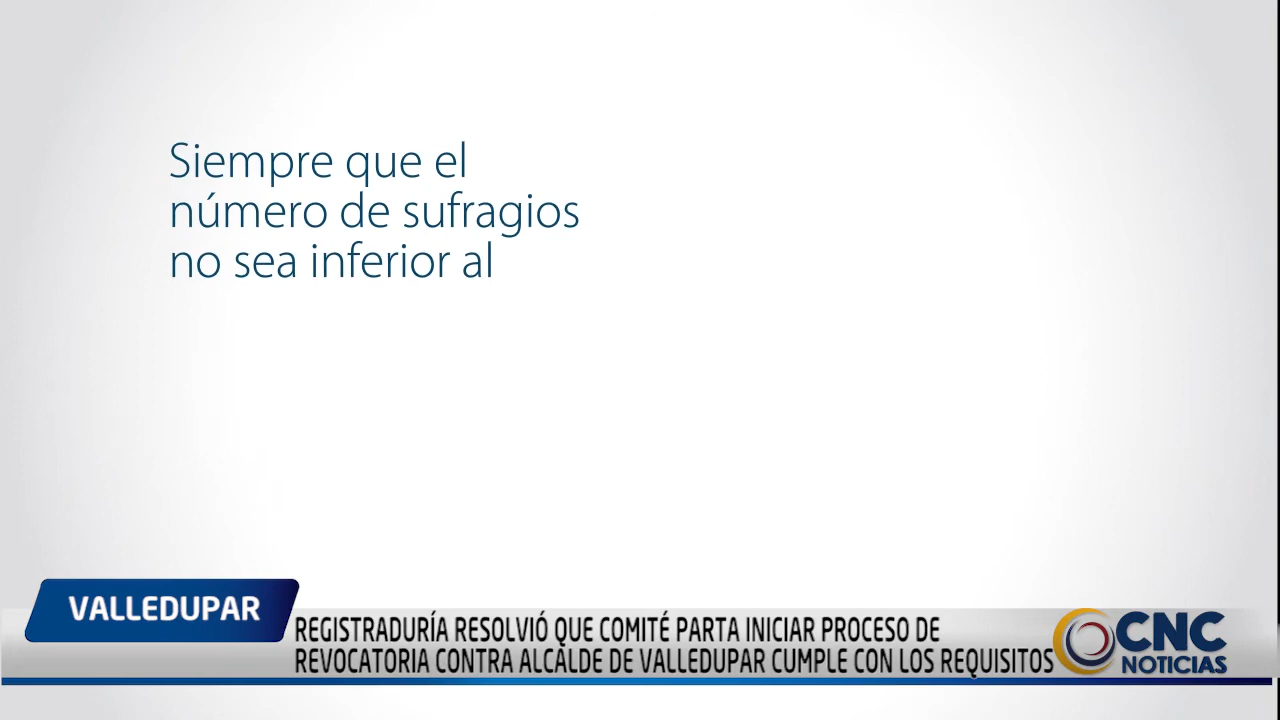 Siempre que el
número de sufragios
no sea inferior al
VALLEDUPAR
REGISTRADURÍA RESOLVIÓ QUE COMITÉ PARTA INICIAR PROCESO DE
REVOCATORIA CONTRA ALCALDE DE VALLEDUPAR CUMPLE CON LOS REQUISITOS
CNC
NOTICIAS